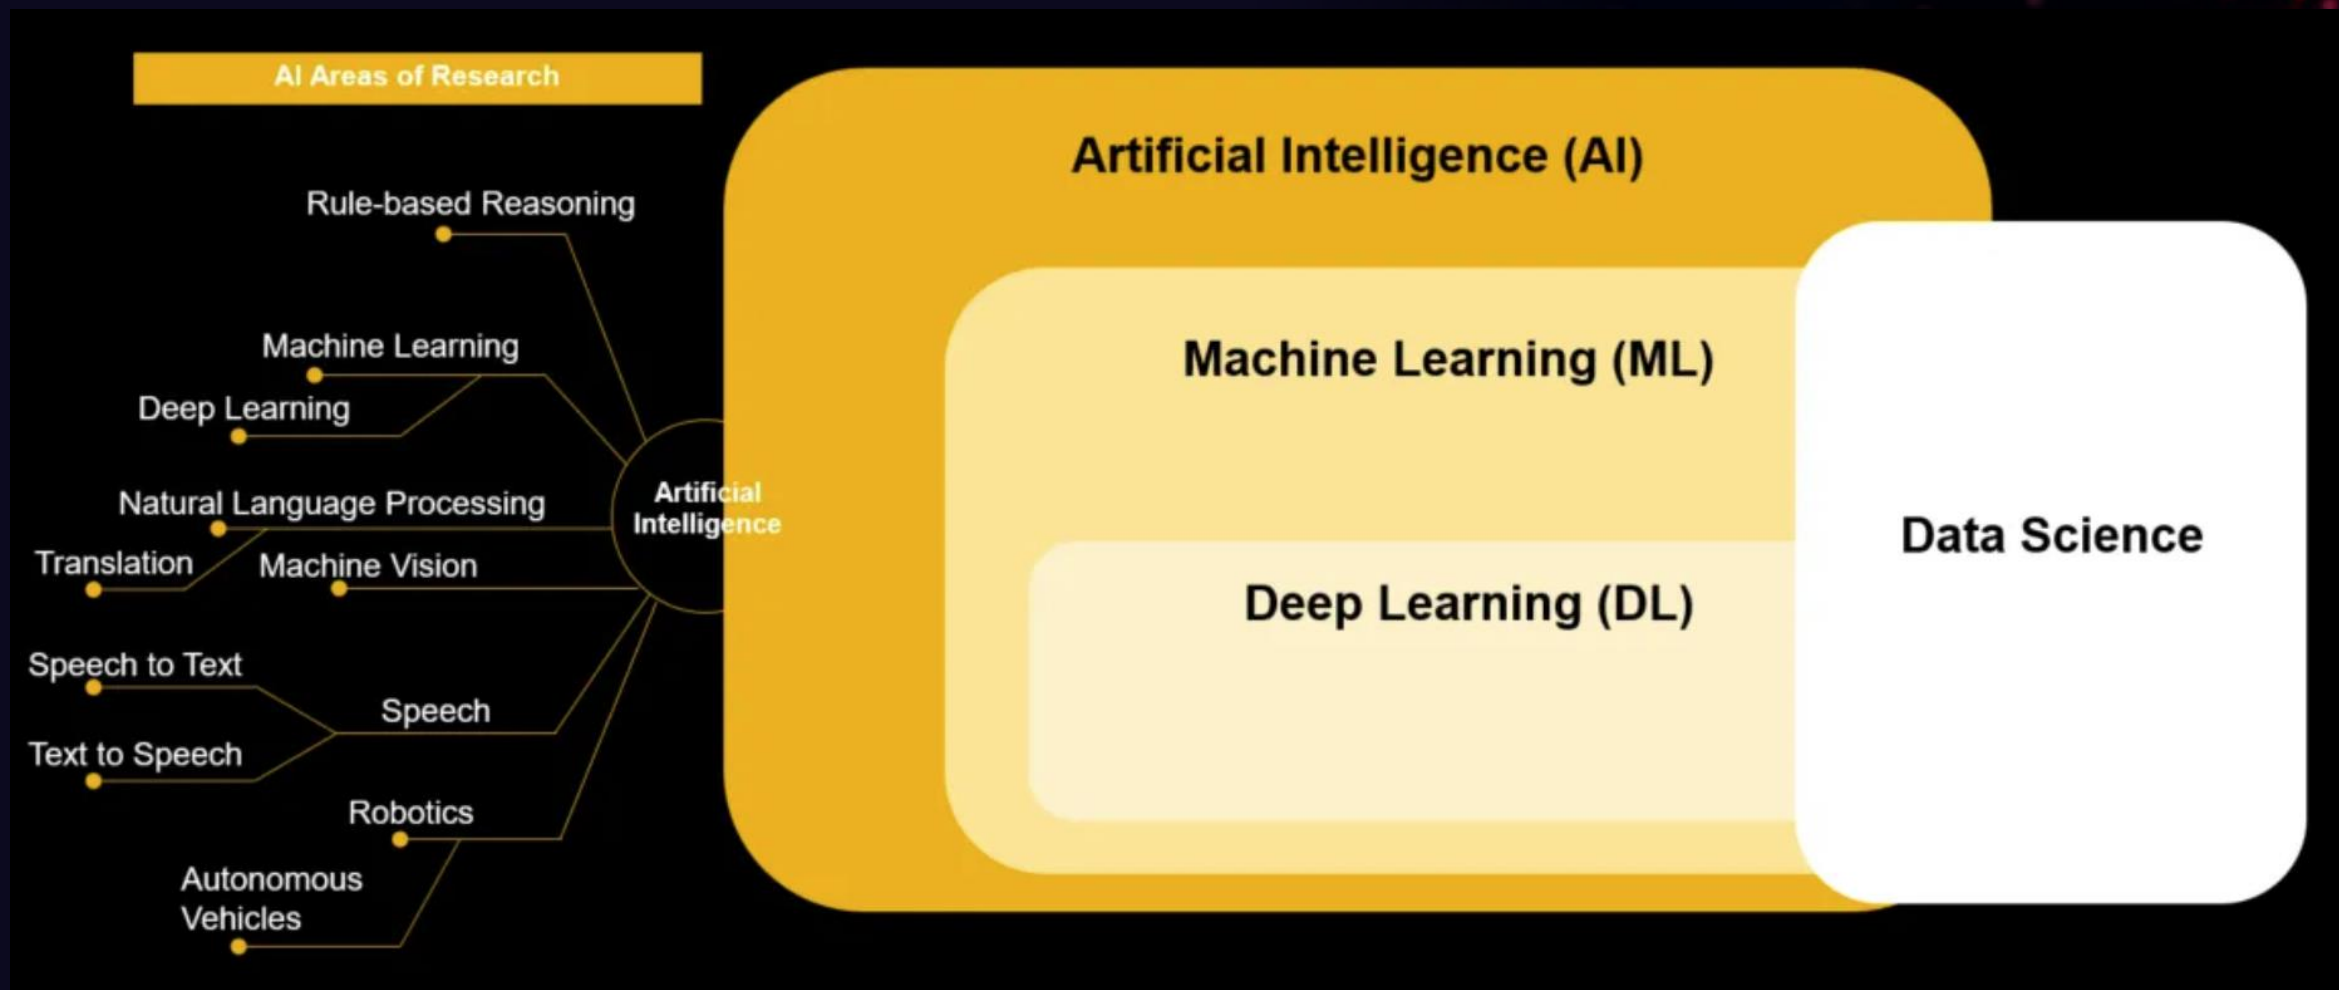 AI Areas of Research
Rule-based Reasoning
Machine Learning
Deep Learning
Natural Language Processing
Translation
Machine Vision
Speech to Text
Speech
Text to Speech
Robotics
Autonomous
Vehicles
Artificial
Intelligence
Artificial Intelligence (AI)
Machine Learning (ML)
Deep Learning (DL)
Data Science